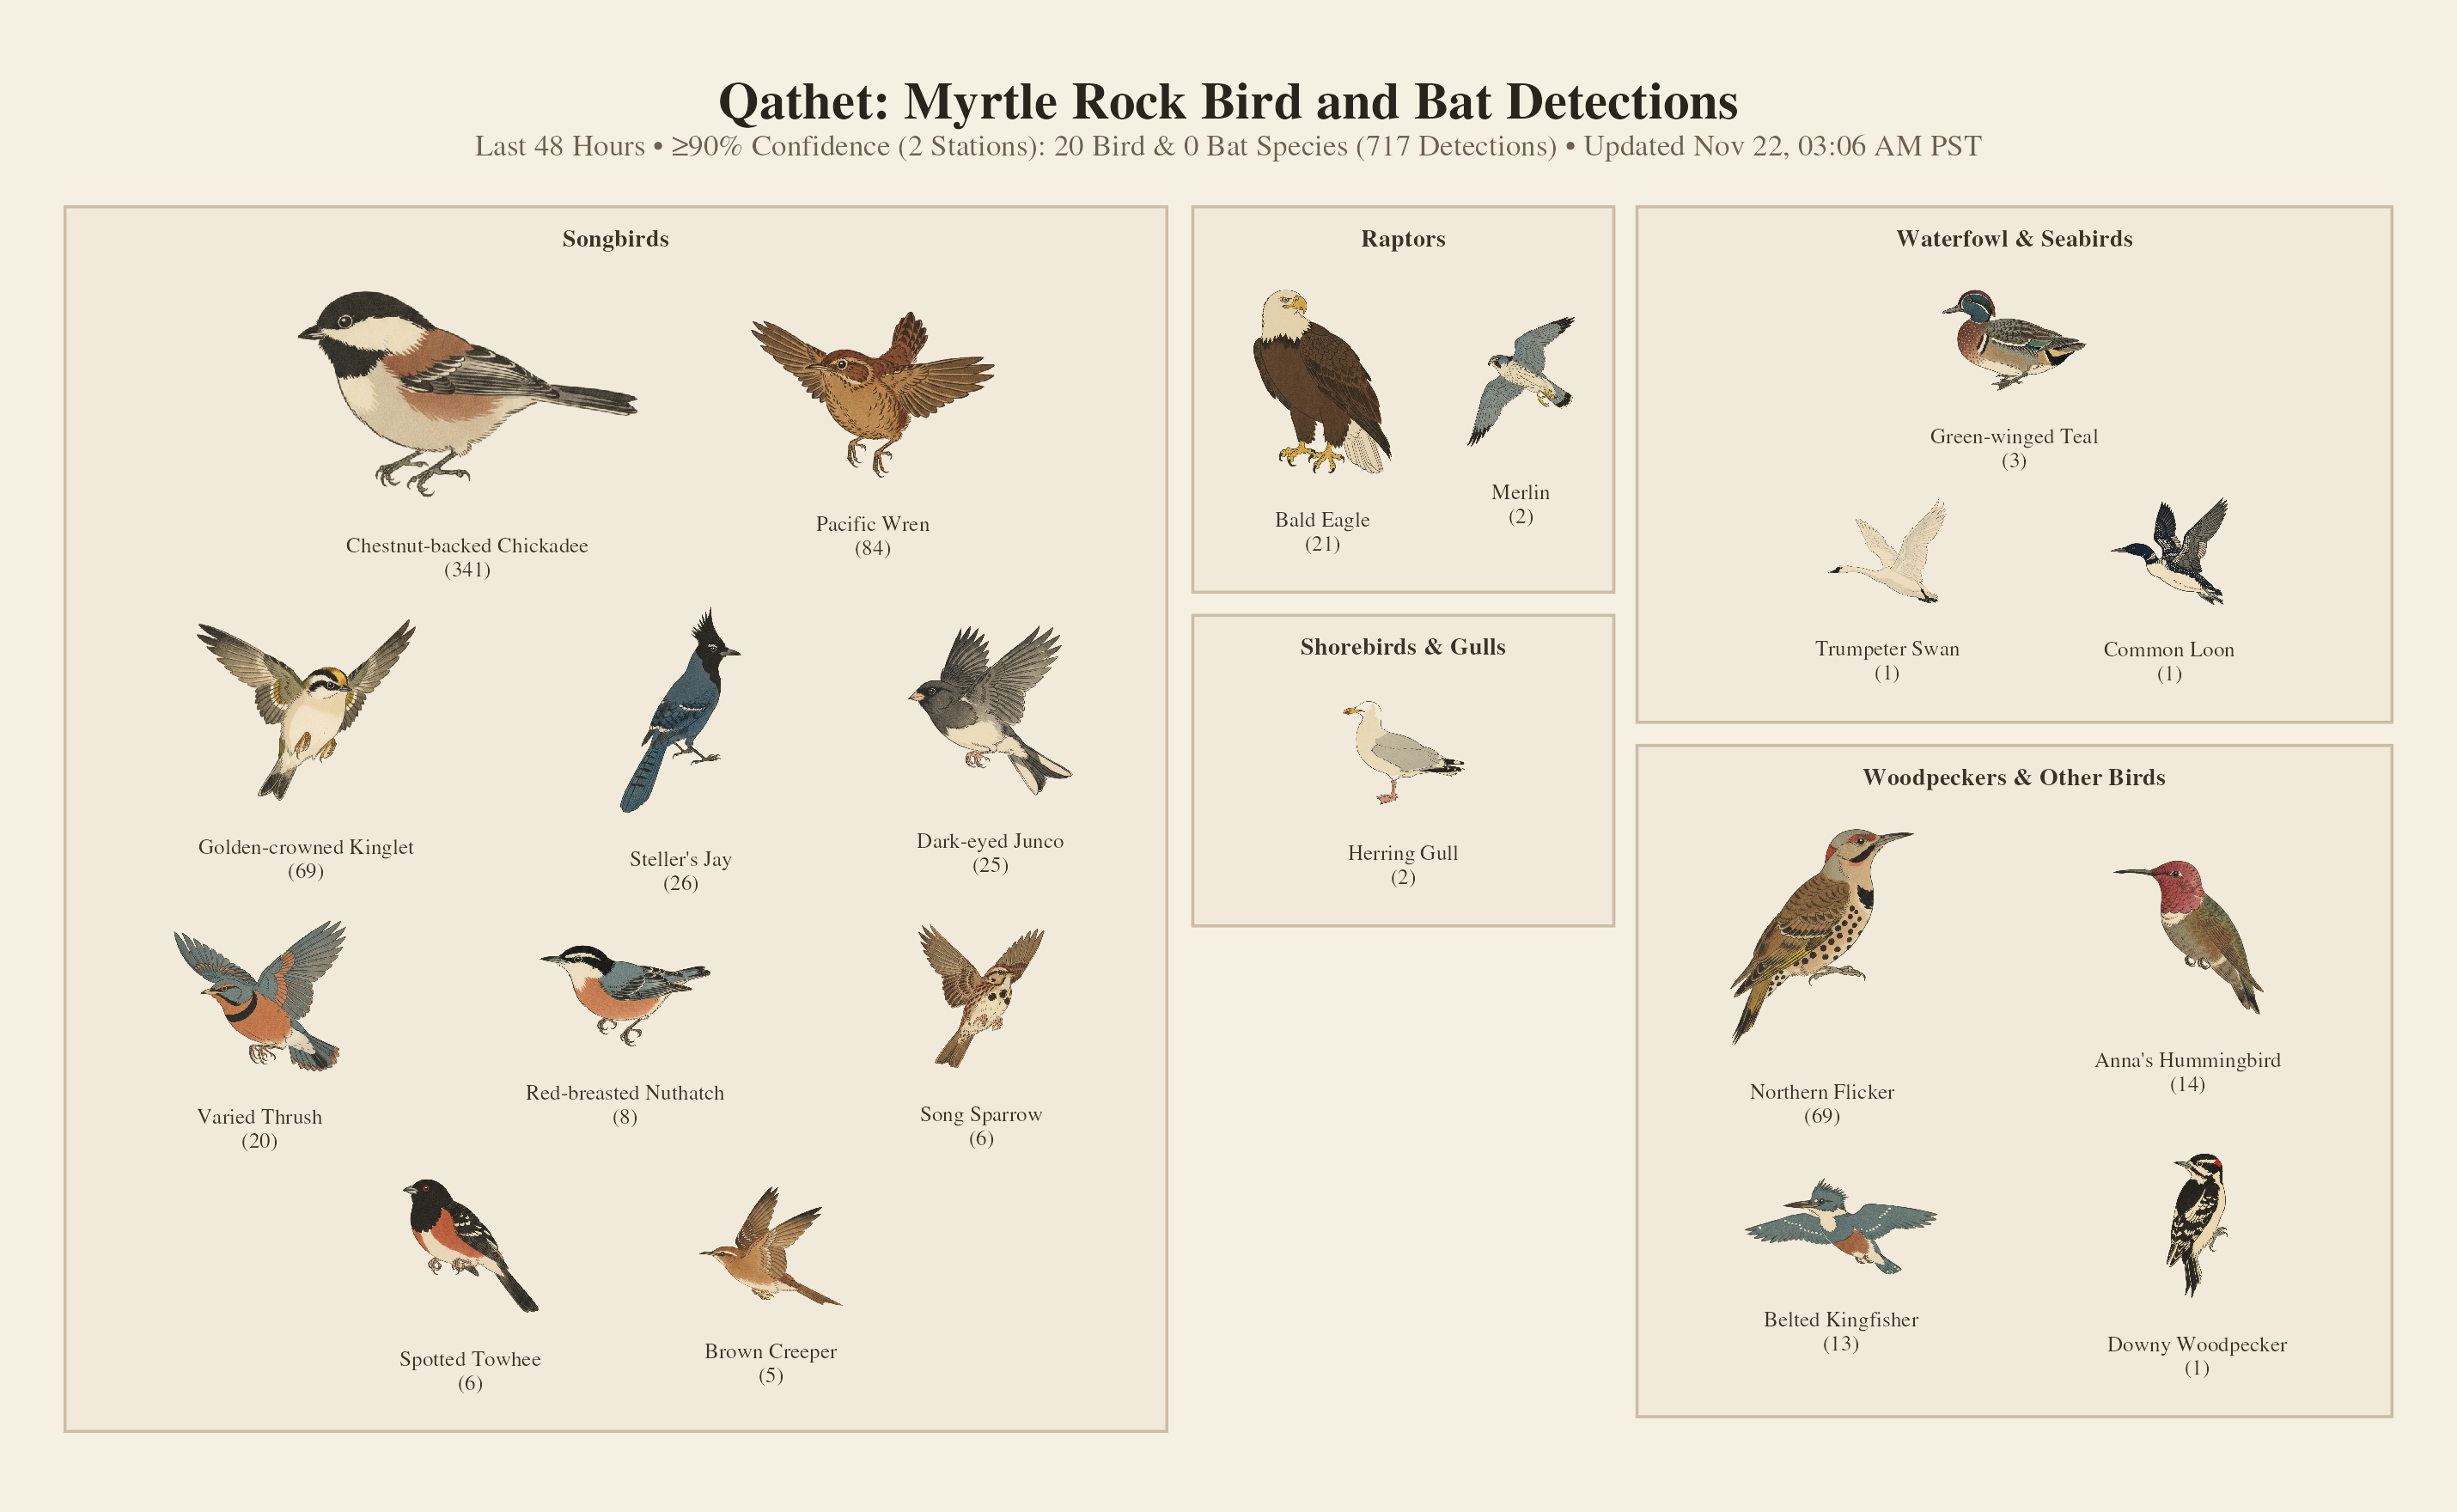 Qathet: Myrtle Rock Bird and Bat Detections
Last 48 Hours • ≥90% Confidence (2 Stations): 20 Bird & 0 Bat Species (717 Detections) • Updated Nov 22, 03:06 AM PST
Songbirds
Chestnut-backed Chickadee
(341)
Pacific Wren
(84)
Golden-crowned Kinglet
(69)
Steller's Jay
(26)
Dark-eyed Junco
(25)
Varied Thrush
(20)
Red-breasted Nuthatch
(8)
Song Sparrow
(6)
Spotted Towhee
(6)
Brown Creeper
(5)
Raptors
Bald Eagle
(21)
Merlin
(2)
Shorebirds & Gulls
Herring Gull
(2)
Waterfowl & Seabirds
Green-winged Teal
(3)
Trumpeter Swan
(1)
Common Loon
(1)
Woodpeckers & Other Birds
Northern Flicker
(69)
Anna's Hummingbird
(14)
Belted Kingfisher
(13)
Downy Woodpecker
(1)